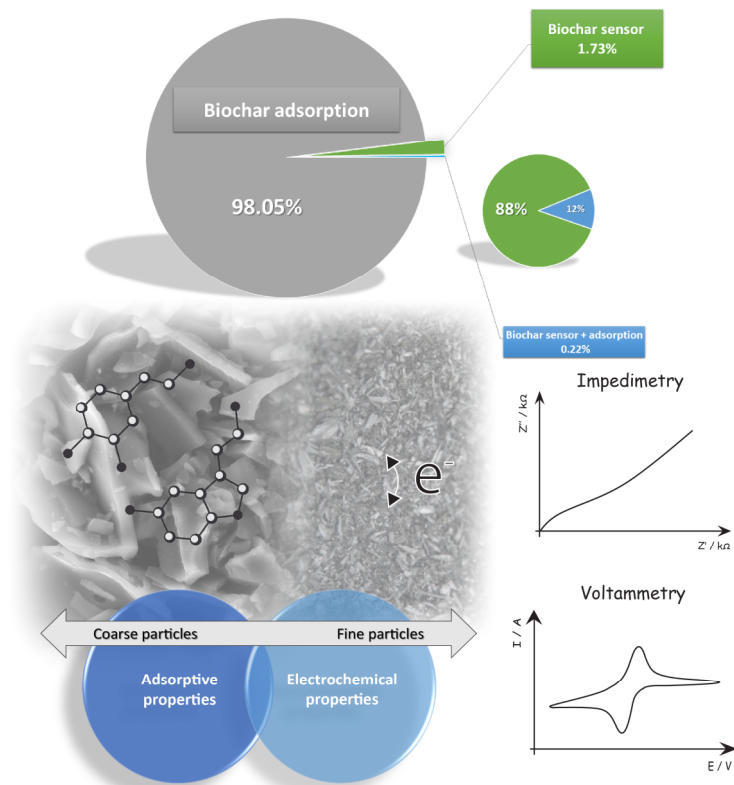 Biochar sensor
1.73%
Biochar adsorption
98.05%
88%
12%
Biochar sensor + adsorption
0.22%
Impedimetry
Z'' / kΩ
Z' / kΩ
e⁻
Coarse particles
Fine particles
Adsorptive
properties
Electrochemical
properties
Voltammetry
I / A
E / V